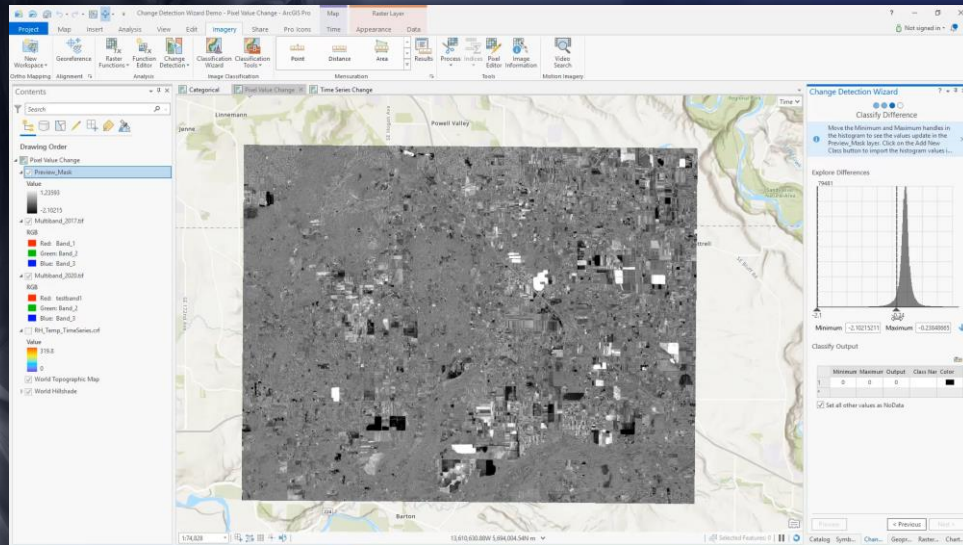 Change Detection Wizard Demo - Pixel Value Change - ArcGIS Pro
Map
Raster Layer
Not signed in
Project
Map
Insert
Analysis
View
Edit
Imagery
Share
Pro Icons
Time
Appearance
Data
New Workspace
Georeference
Raster Functions
Function Editor
Change Detection
Classification Wizard
Classification Tools
Point
Distance
Area
Results
Process
Indices
Pixel Editor
Image Information
Video Search
Ortho Mapping
Alignment
Analysis
Image Classification
Mensuration
Tools
Motion Imagery
Contents
Search
Drawing Order
Pixel Value Change
Preview_Mask
Value
-2.10215
Multiband_2017.tif
RGB
Red: Band_1
Green: Band_2
Blue: Band_3
Multiband_2020.tif
RGB
Red: testband1
Green: Band_2
Blue: Band_3
RH_Temp_TimeSeries.crf
Value
319.8
0
World Topographic Map
World Hillshade
Categorical
Pixel Value Change
Time Series Change
Time
Linnemann
Powell Valley
Barton
1:74,828
Selected Features: 0
Change Detection Wizard
Classify Difference
Move the Minimum and Maximum handles in
the histogram to see the values update in the
Preview_Mask layer. Click on the Add New
Class button to import the histogram values i...
Explore Differences
79481
-2.1
-0.24
Minimum -2.10215211 Maximum
Classify Output
Minimum Maximum Output Class Nar Color
1 0 0 0
Set all other values as NoData
< Previous
Next >
Catalog Symb... Chan... Geopr... Raster... Chart...